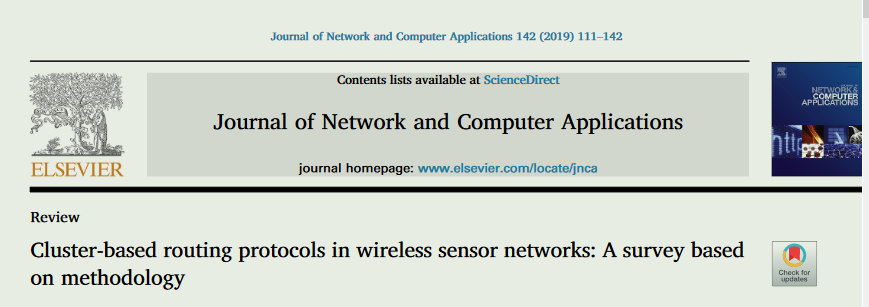 Journal of Network and Computer Applications 142 (2019) 111–142
Contents lists available at ScienceDirect
Journal of Network and Computer Applications
journal homepage: www.elsevier.com/locate/jnca
ELSEVIER
NETWORK &
COMPUTER
APPLICATIONS
http
Review
Cluster-based routing protocols in wireless sensor networks: A survey based
on methodology
Check for
updates